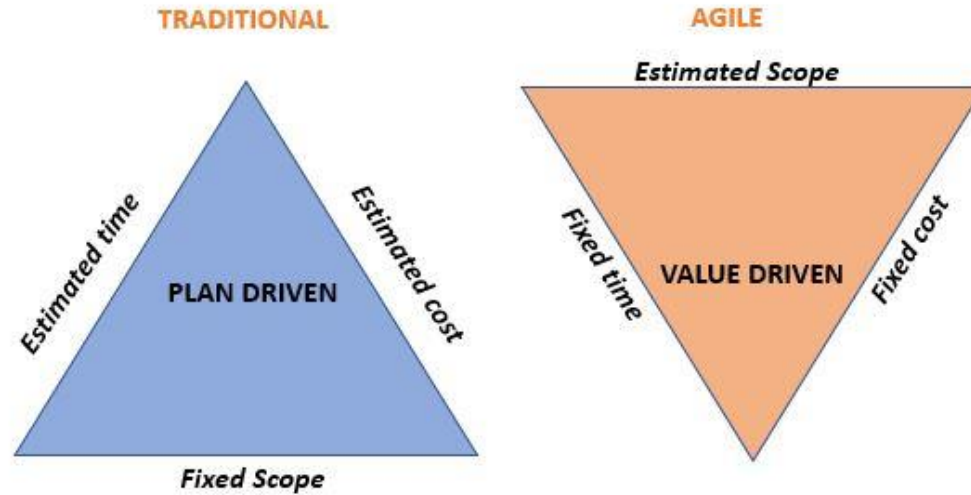 TRADITIONAL
Estimated time
Estimated cost
PLAN DRIVEN
Fixed Scope
AGILE
Estimated Scope
Fixed time
Fixed cost
VALUE DRIVEN